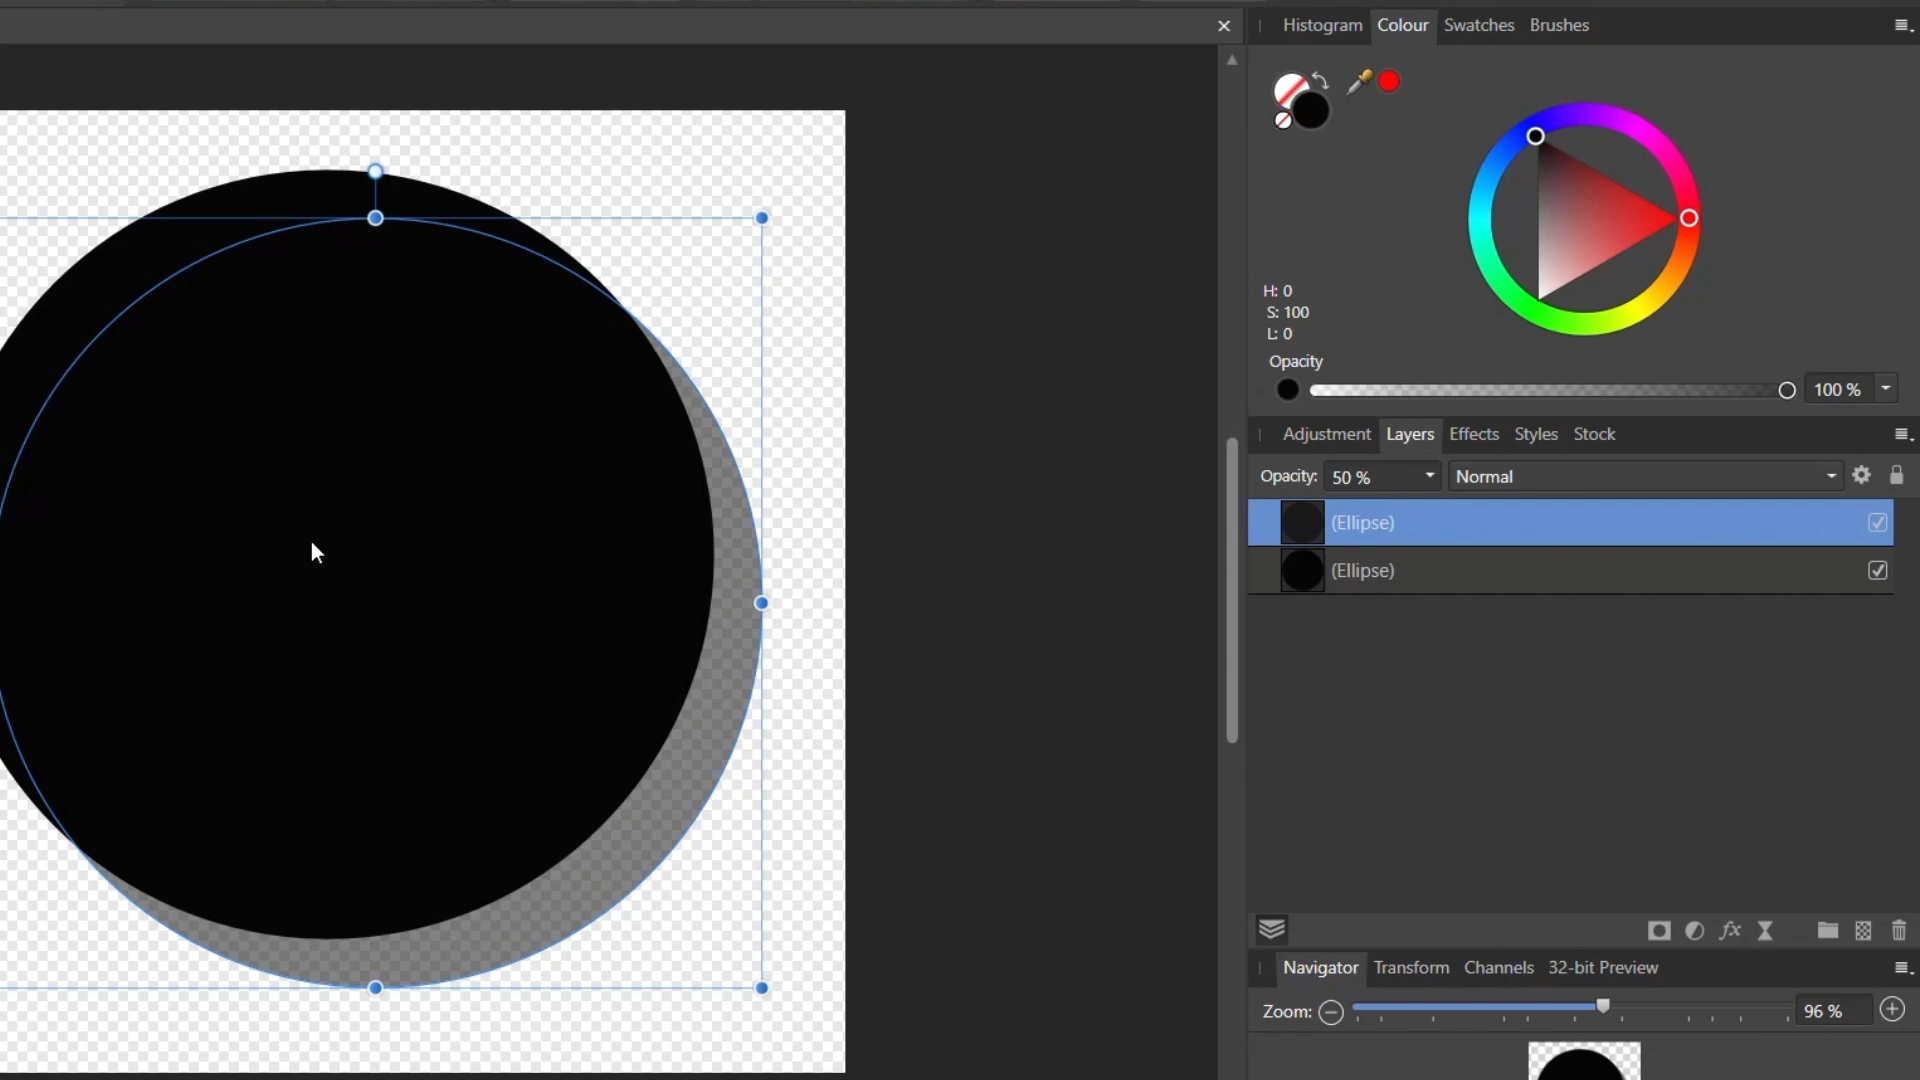 Histogram Colour Swatches Brushes
H: 0
S: 100
L: 0
Opacity
100 %
Adjustment Layers Effects Styles Stock
Opacity: 50 % Normal
(Ellipse)
(Ellipse)
fx
Navigator Transform Channels 32-bit Preview
Zoom: 96 %